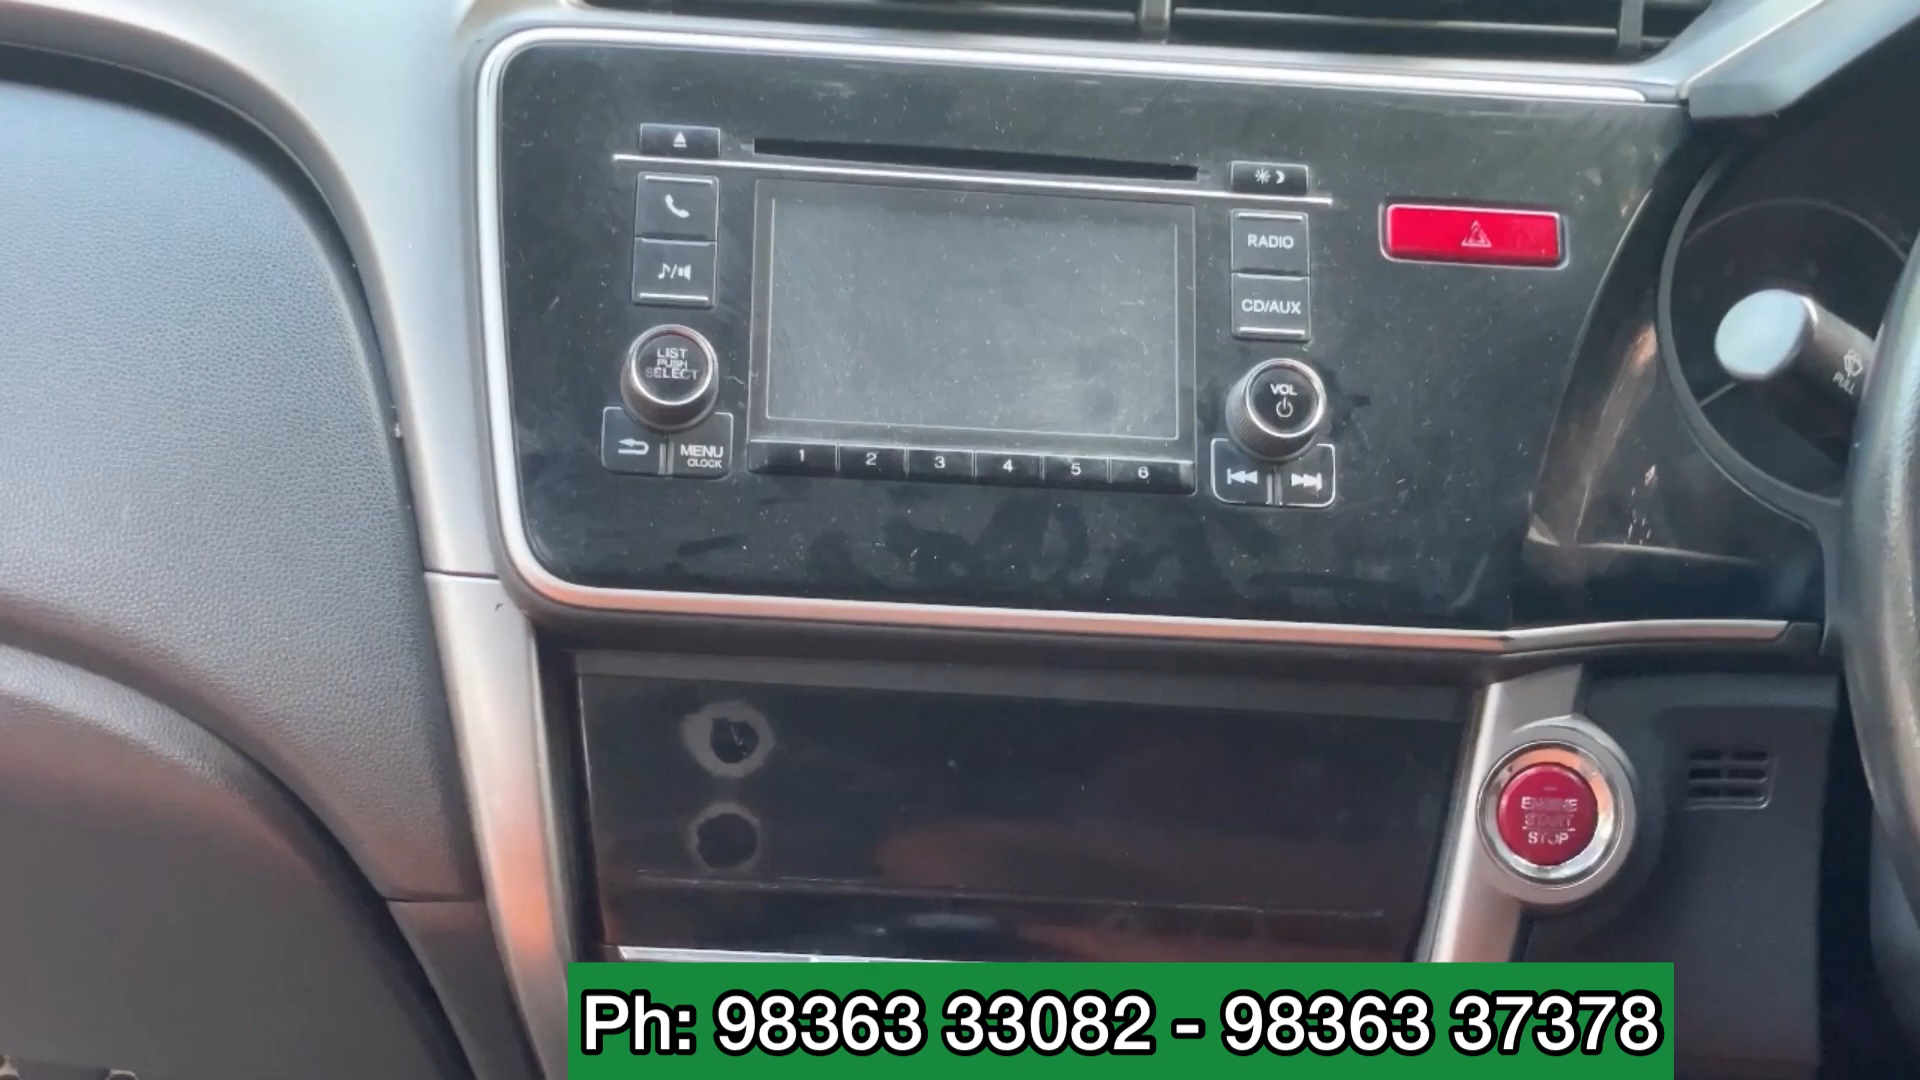 RADIO
CD/AUX
LIST
PUSH
SELECT
VOL
MENU
CLOCK
1 2 3 4 5 6
PULL
ENGINE
START
STOP
Ph: 98363 33082 - 98363 37378